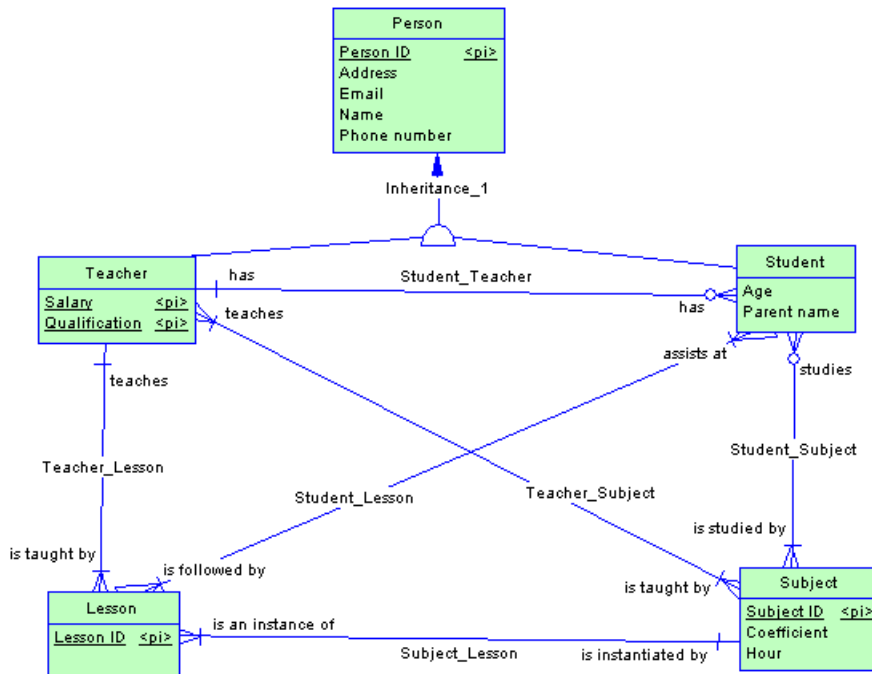 Person
Person ID <pi>
Address
Email
Name
Phone number
Inheritance_1
Teacher
Salary <pi>
Qualification <pi>
has
Student_Teacher
has
teaches
Student
Age
Parent name
assists at
studies
teaches
Teacher_Lesson
Student_Lesson
Teacher_Subject
Student_Subject
is taught by
is followed by
is studied by
is taught by
Lesson
Lesson ID <pi>
is an instance of
Subject_Lesson
is instantiated by
Subject
Subject ID <pi>
Coefficient
Hour